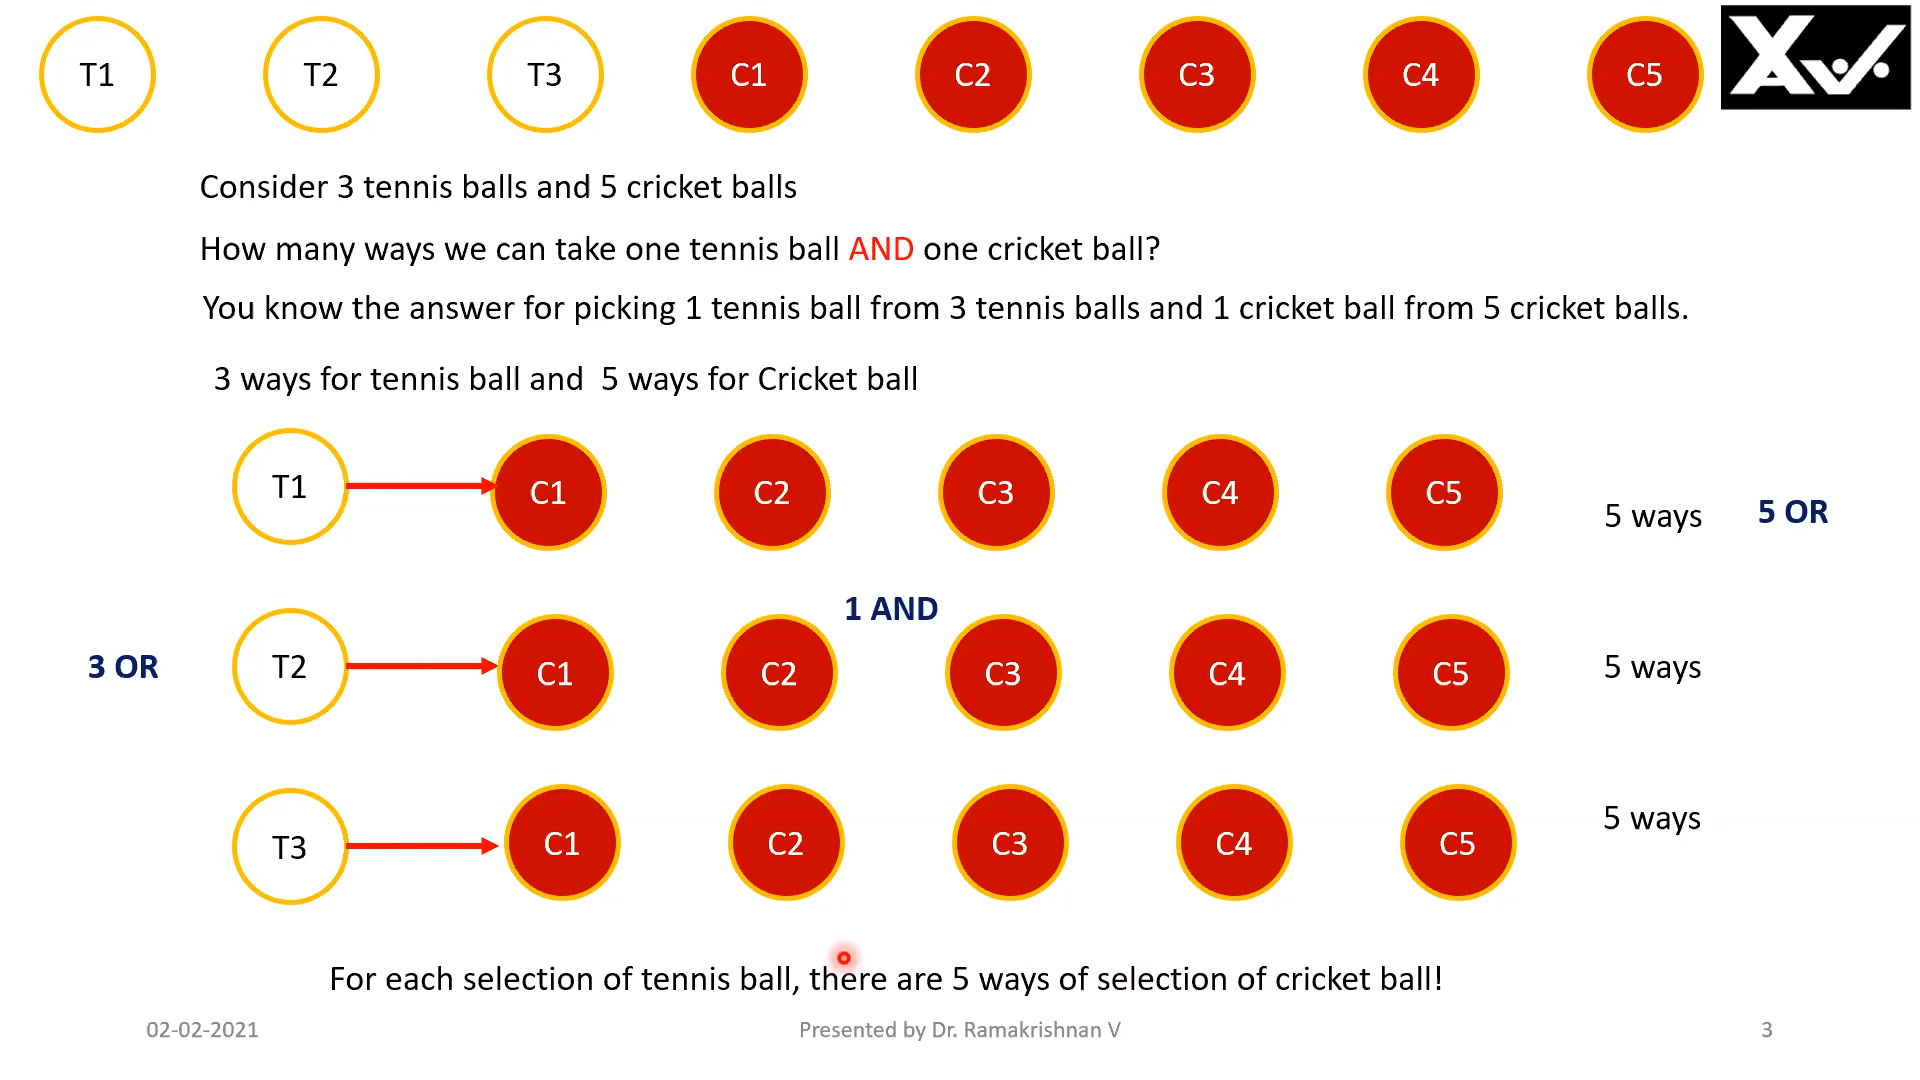 T1 T2 T3 C1 C2 C3 C4 C5
XAV
Consider 3 tennis balls and 5 cricket balls
How many ways we can take one tennis ball AND one cricket ball?
You know the answer for picking 1 tennis ball from 3 tennis balls and 1 cricket ball from 5 cricket balls.
3 ways for tennis ball and 5 ways for Cricket ball
T1 C1 C2 C3 C4 C5 5 ways 5 OR
1 AND
3 OR T2 C1 C2 C3 C4 C5 5 ways
T3 C1 C2 C3 C4 C5 5 ways
For each selection of tennis ball, there are 5 ways of selection of cricket ball!
02-02-2021 Presented by Dr. Ramakrishnan V 3